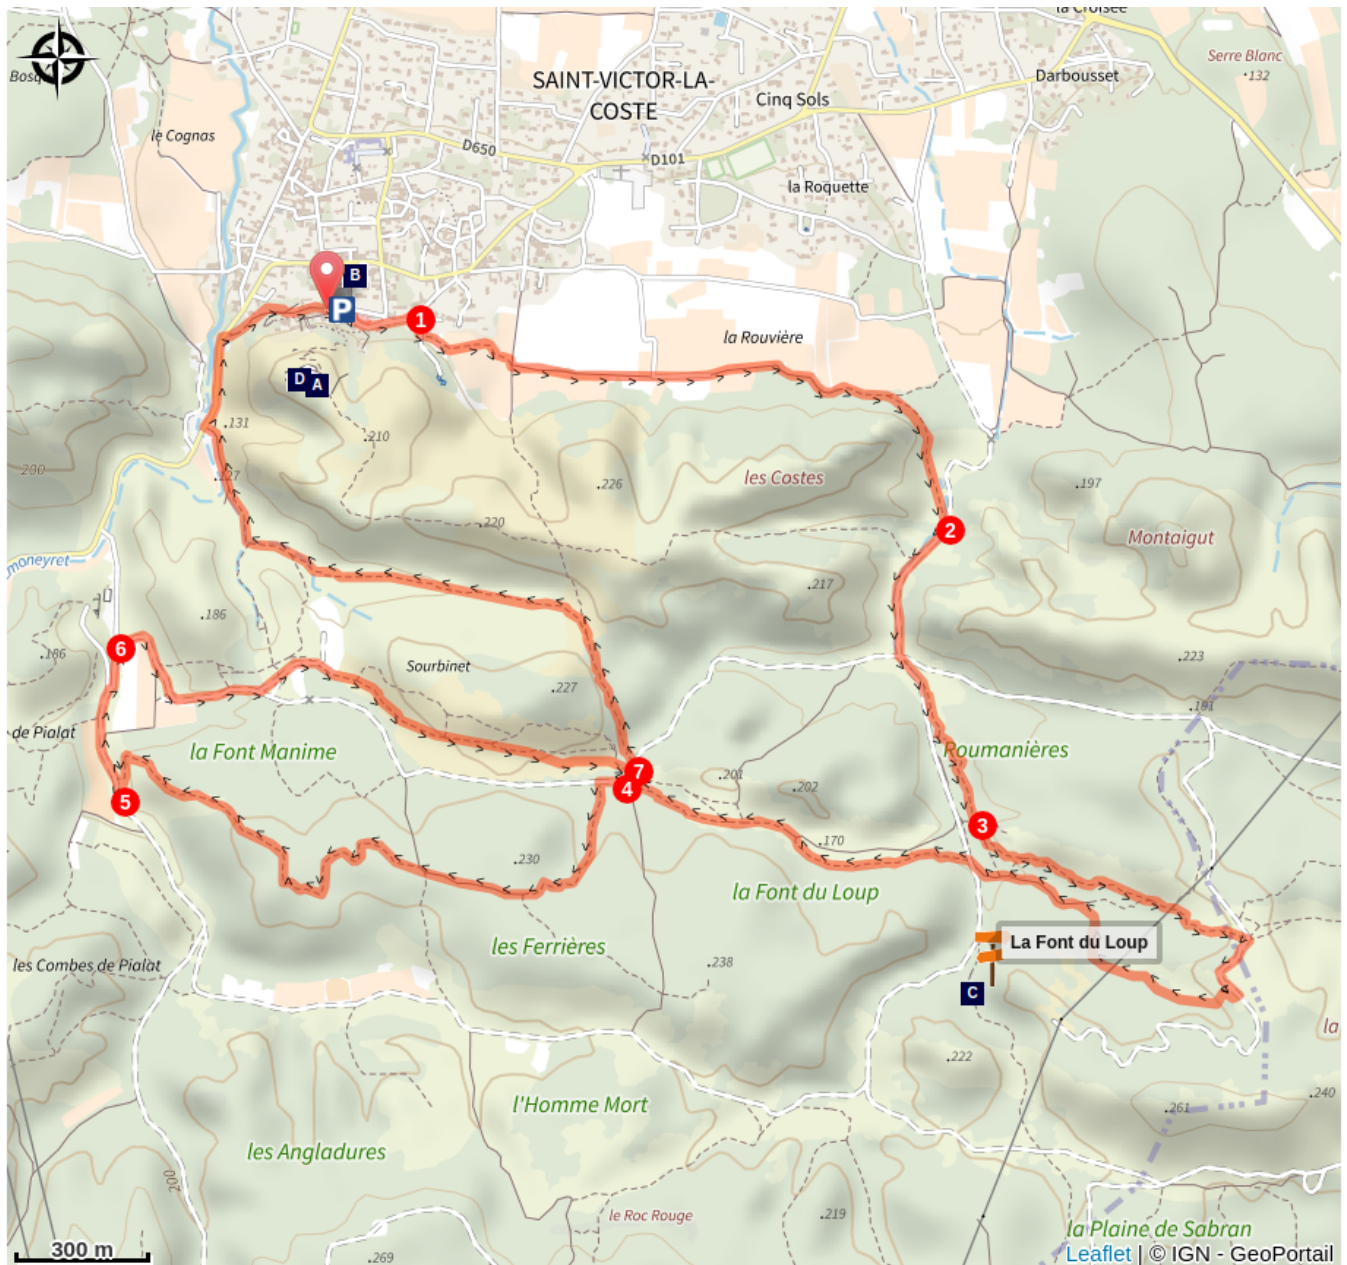 la Croisée
Serre Blanc
132
Bosq
Darbousset
SAINT-VICTOR-LA-
COSTE
Cinq Sols
le Cognas
D650
D101
la Roquette
B
P
1
la Rouvière
D
A
131
210
200
127
226
les Costes
197
220
2
Montaigut
moneyret
217
186
6
186
Sourbinet
223
227
181
de Pialat
la Font Manime
Roumanières
7
201
4
202
5
3
170
230
la Font du Loup
les Ferrières
La Font du Loup
238
les Combes de Pialat
C
la
222
l'Homme Mort
261
240
les Angladures
200
le Roc Rouge
219
la Plaine de Sabran
300 m
269
Leaflet | © IGN - GeoPortail